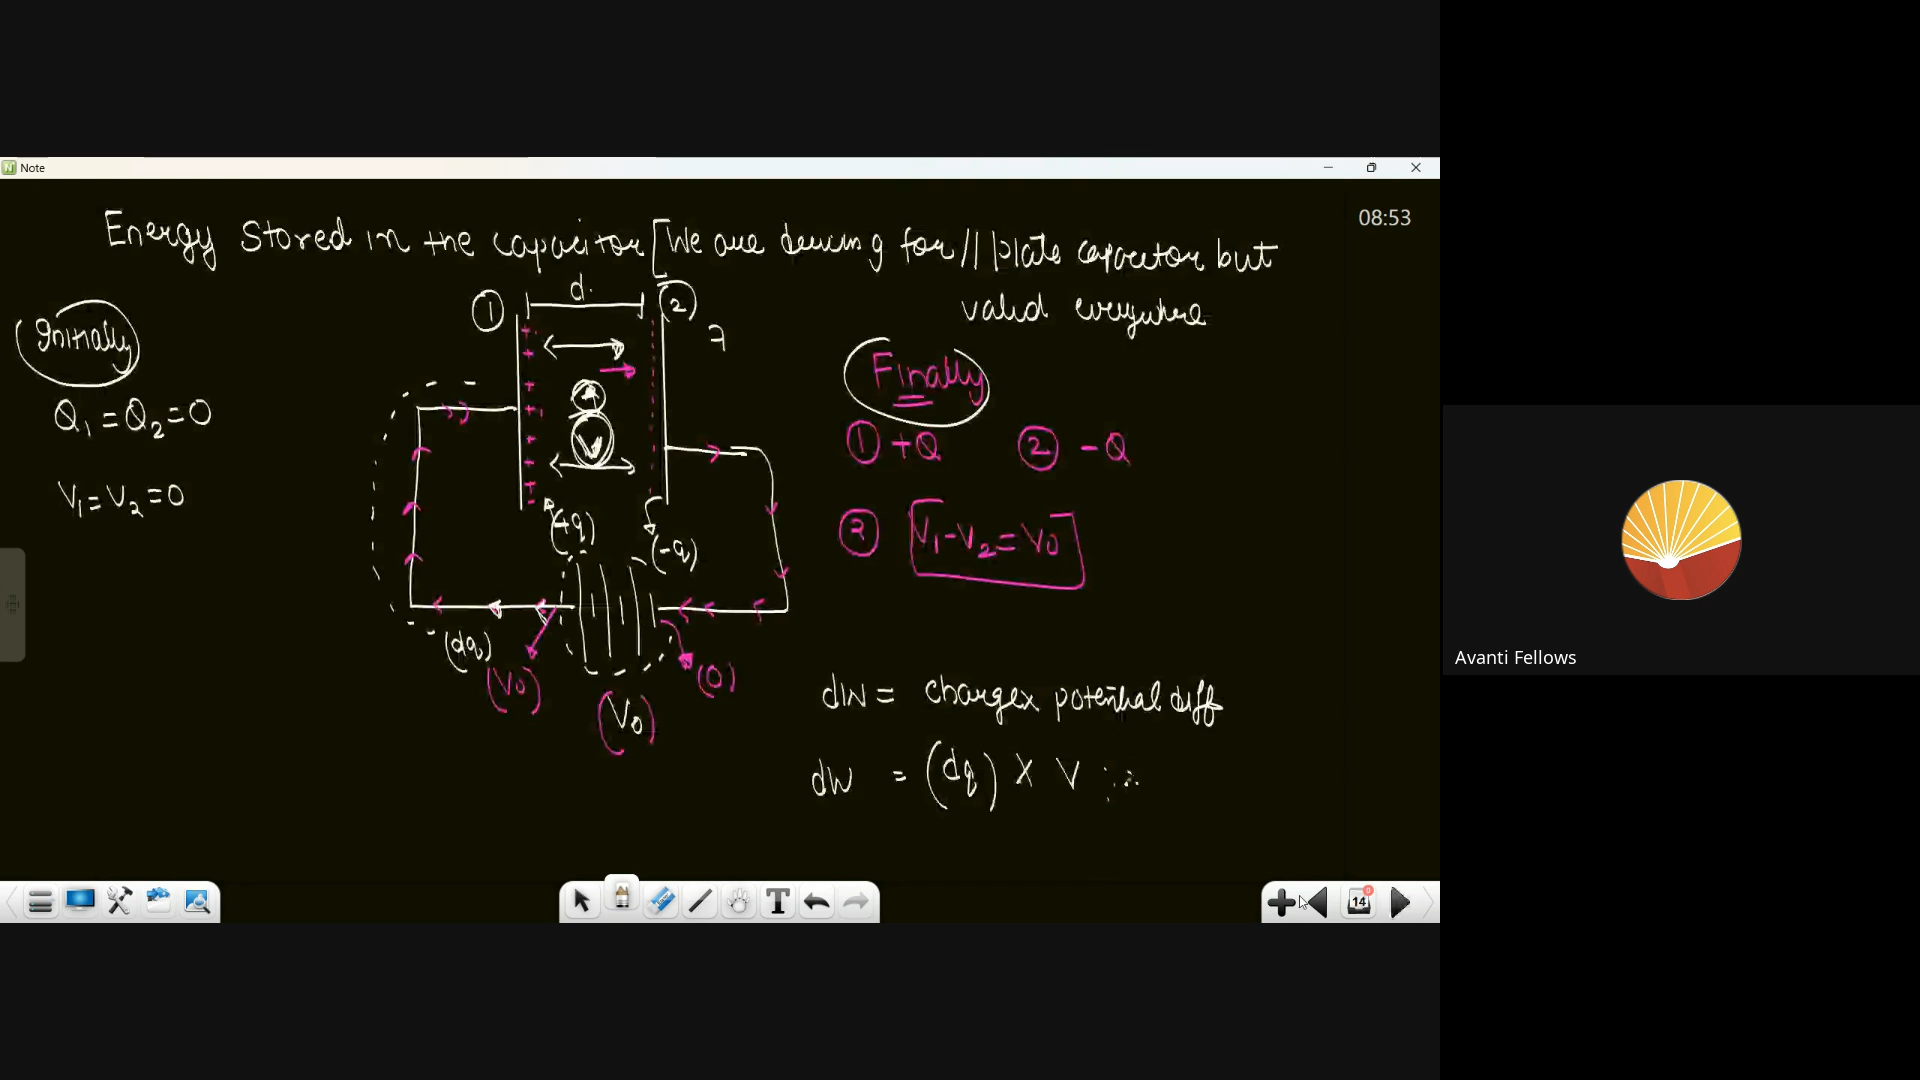 Note
08:53
Energy Stored in the capacitor [We are deriving for // plate capacitor but
valid everywhere
Initially
Q₁ = Q₂ = 0
V₁ = V₂ = 0
① d ②
V
(+q)
(-q)
(dq)
(V₀)
(V₀)
(0)
Finally
① +Q ② -Q
V₁ - V₂ = V₀
dW = charge x potential diff
dW = (dq) X V
14
Avanti Fellows